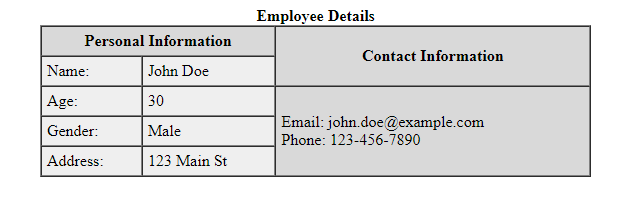 Employee Details
Personal Information
Contact Information
Name: John Doe
Age: 30
Gender: Male
Address: 123 Main St
Email: john.doe@example.com
Phone: 123-456-7890